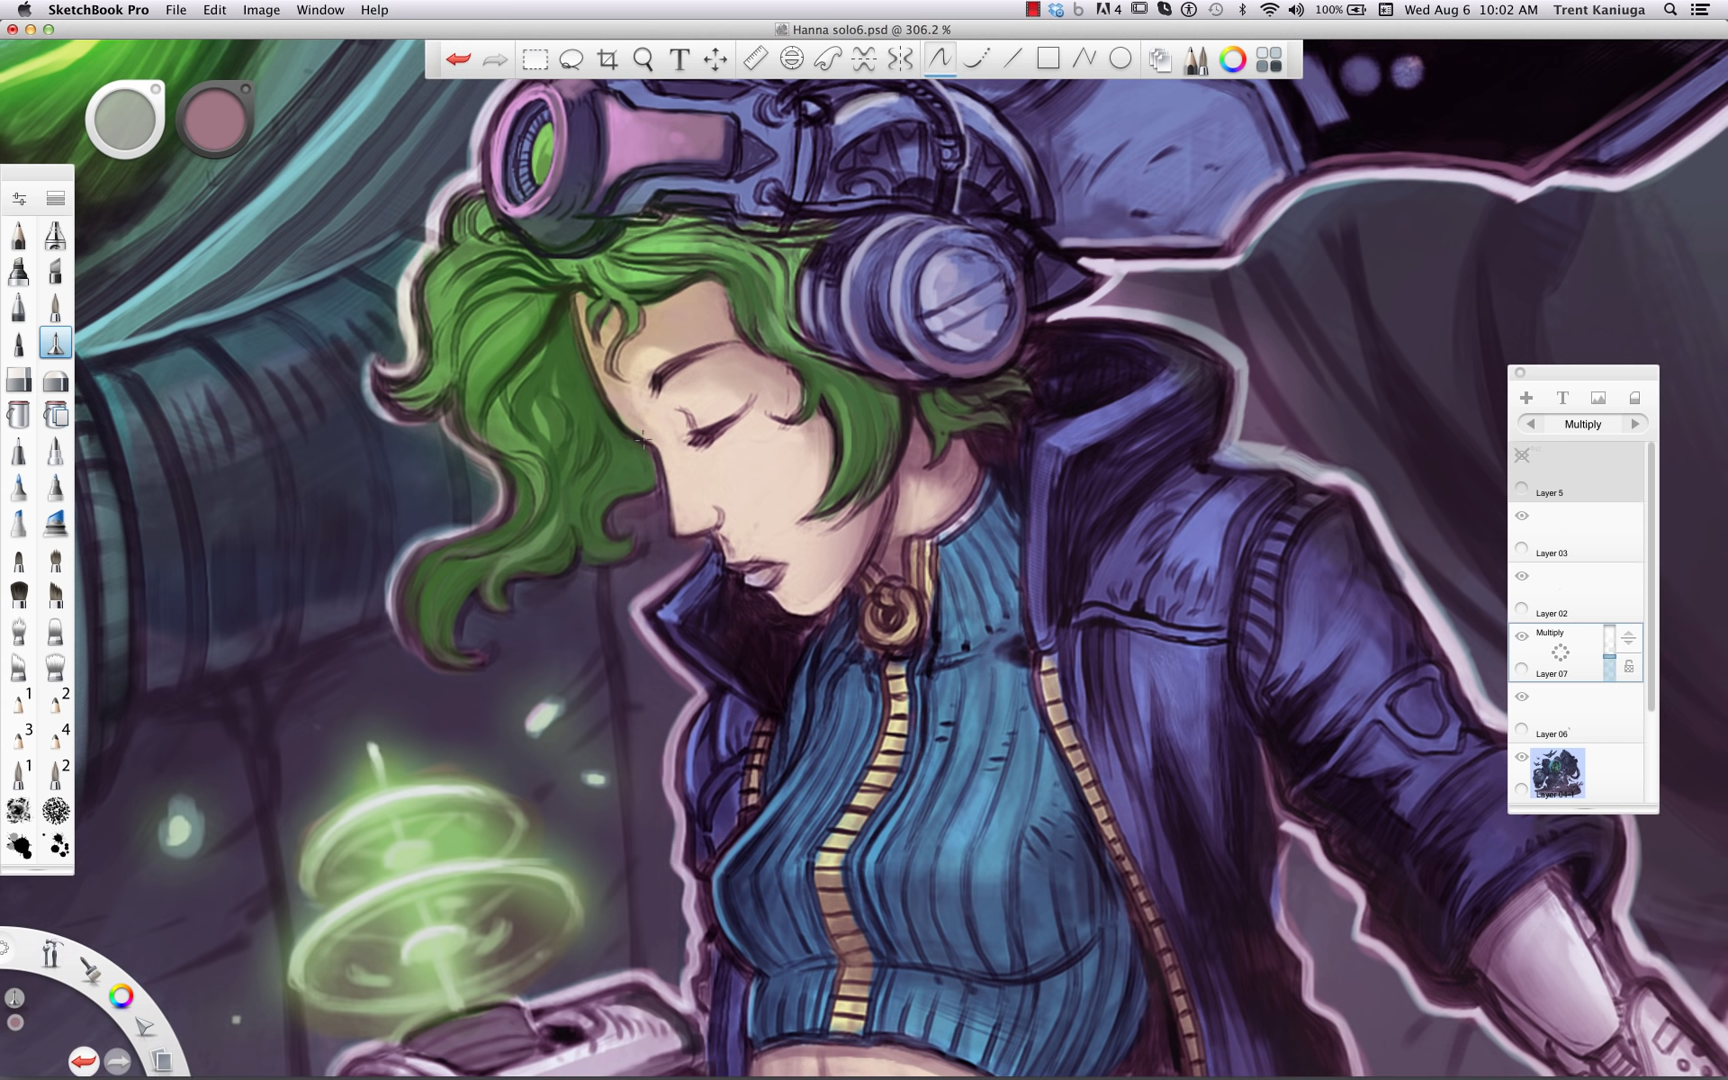 SketchBook Pro File Edit Image Window Help 4 100% Wed Aug 6 10:02 AM Trent Kaniuga
Hanna solo6.psd @ 306.2 %
T
T
Multiply
Layer 5
Layer 03
Layer 02
Multiply
Layer 07
Layer 06
1 2
3 4
1 2